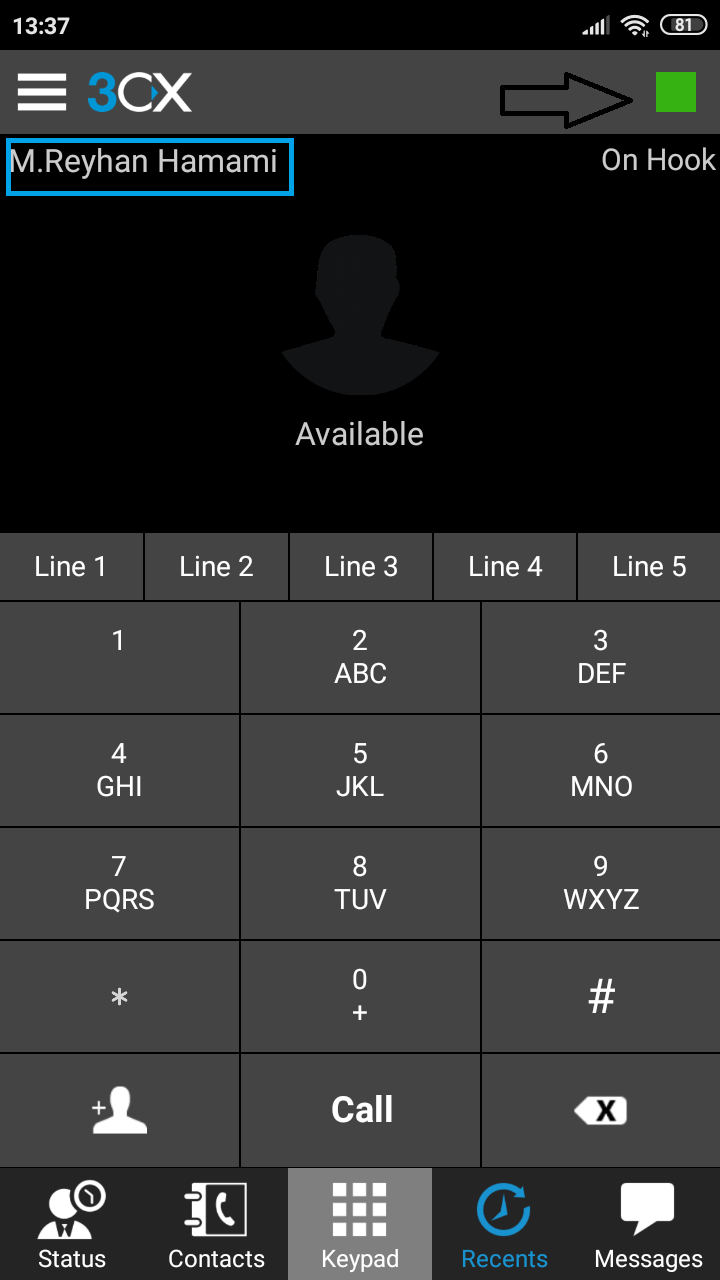 13:37
81
3CX
M.Reyhan Hamami
On Hook
Available
Line 1
Line 2
Line 3
Line 4
Line 5
1
2
ABC
3
DEF
4
GHI
5
JKL
6
MNO
7
PQRS
8
TUV
9
WXYZ
*
0
+
#
+
Call
X
Status
Contacts
Keypad
Recents
Messages